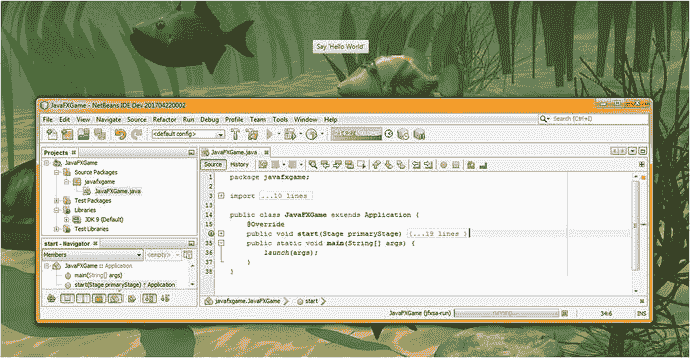 Say 'Hello World'
JavaFXGame - NetBeans IDE Dev 201704220002
File Edit View Navigate Source Refactor Run Debug Profile Team Tools Window Help
Search (Ctrl+I)
<default config>
Projects
JavaFXGame
Source Packages
javafxgame
JavaFXGame.java
Test Packages
Libraries
JDK 9 (Default)
Test Libraries
start - Navigator
Members
<empty>
JavaFXGame :: Application
main(String[] args)
start(Stage primaryStage) ↑ Application
JavaFXGame.java
Source History
1 package javafxgame;
2
3 import ...10 lines
13
14 public class JavaFXGame extends Application {
15 @Override
public void start(Stage primaryStage) {...19 lines }
35 public static void main(String[] args) {
36 launch(args);
37 }
38 }
javafxgame.JavaFXGame
start
JavaFXGame (jfxsa-run)
running...
34:6
INS